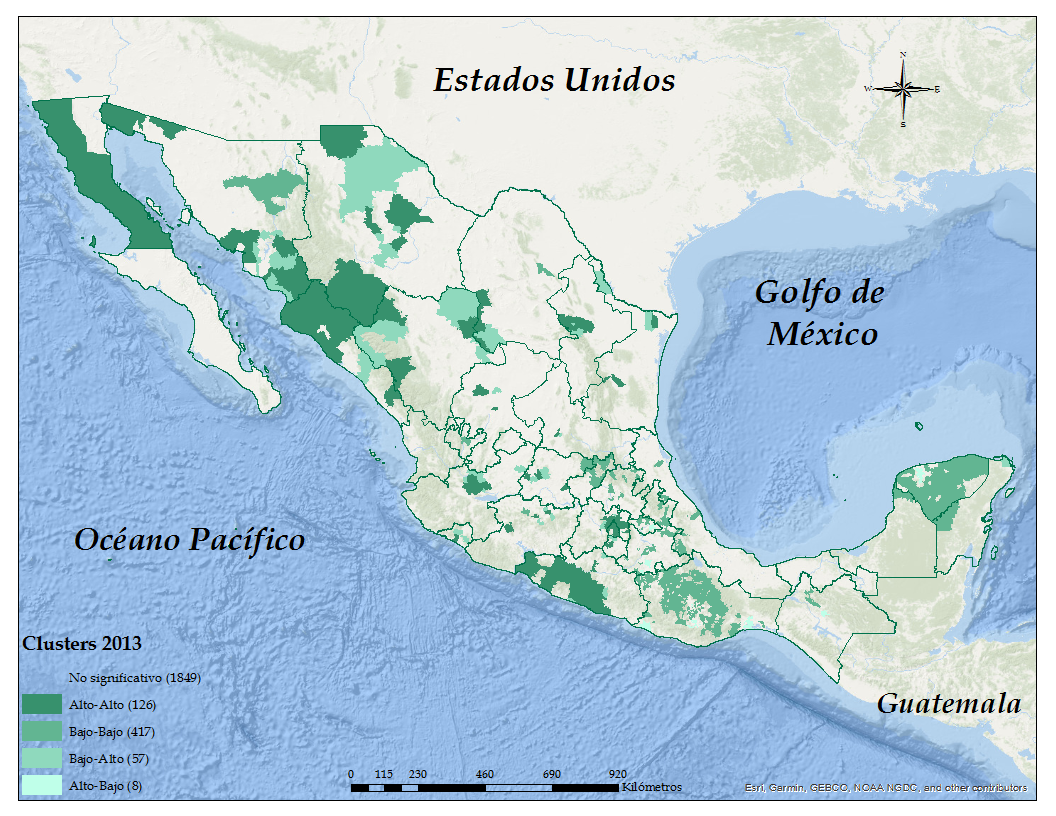 Estados Unidos
N
W
E
S
Golfo de
México
Océano Pacífico
Clusters 2013
No significativo (1849)
Alto-Alto (126)
Bajo-Bajo (417)
Bajo-Alto (57)
Alto-Bajo (8)
Guatemala
0 115 230 460 690 920
Kilómetros
Esri, Garmin, GEBCO, NOAA NGDC, and other contributors